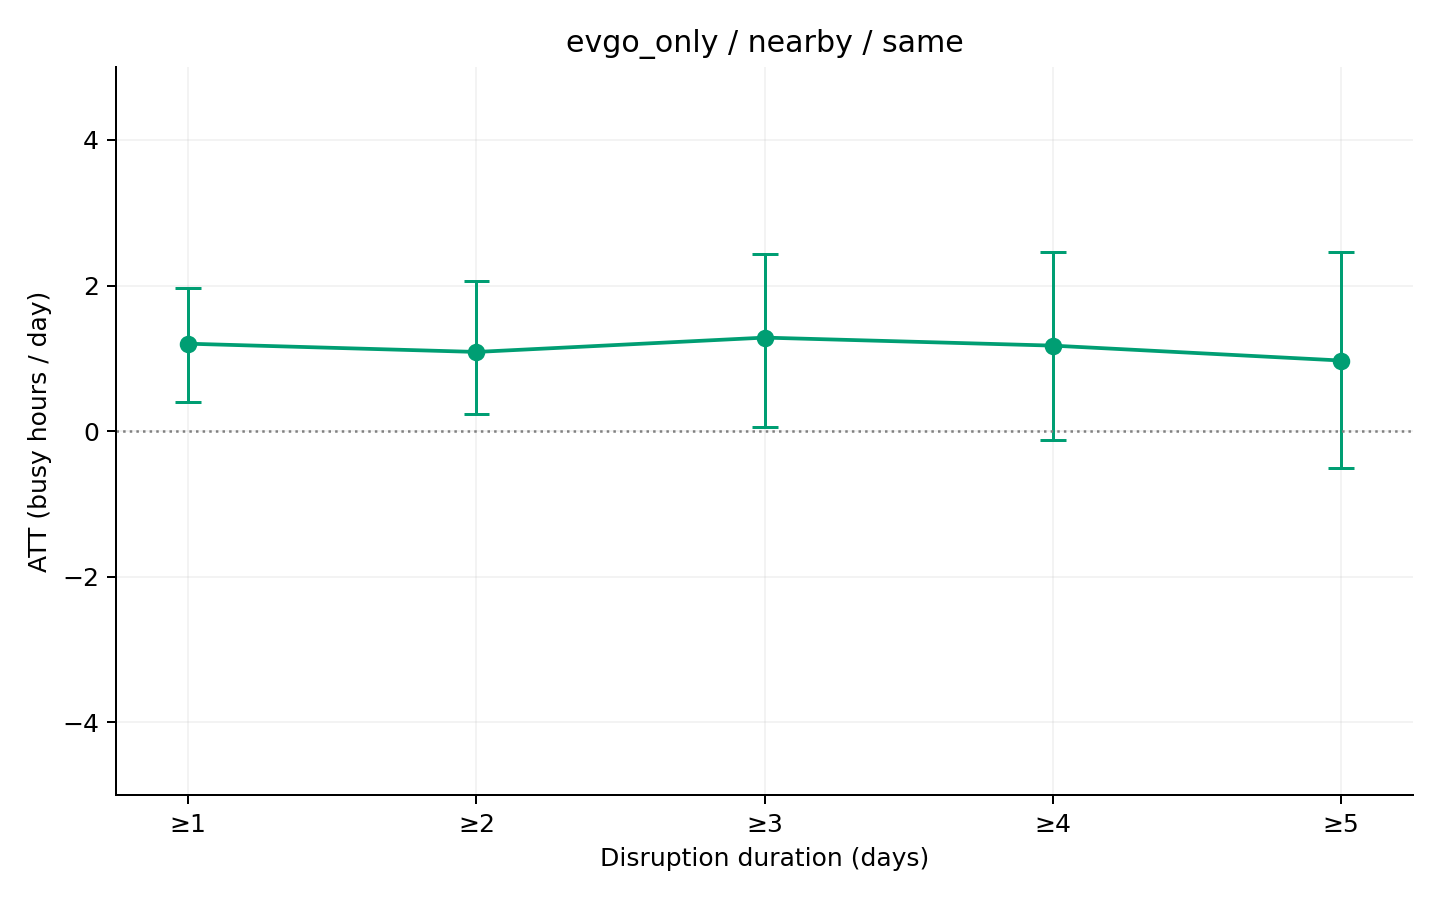 evgo_only / nearby / same
ATT (busy hours / day)
4
2
0
−2
−4
≥1 ≥2 ≥3 ≥4 ≥5
Disruption duration (days)